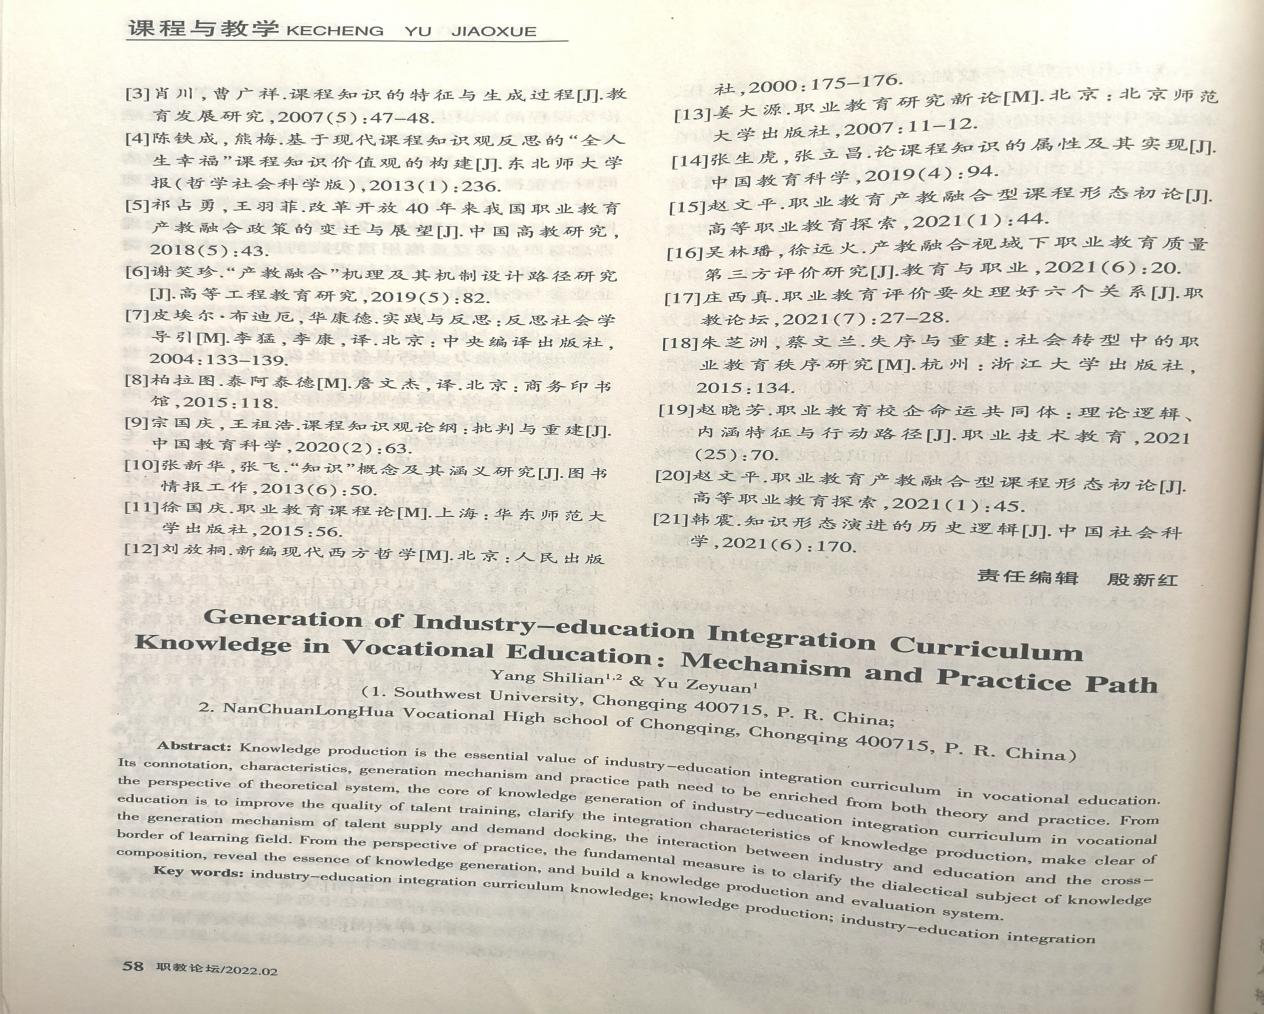 课程与教学 KECHENG YU JIAOXUE
[3]肖川,曹广祥.课程知识的特征与生成过程[J].教
育发展研究,2007(5):47-48.
[4]陈铁成,熊梅.基于现代课程知识观反思的“全人
生幸福”课程知识价值观的构建[J].东北师大学
报(哲学社会科学版),2013(1):236.
[5]祁占勇,王羽菲.改革开放 40 年来我国职业教育
产教融合政策的变迁与展望[J].中国高教研究,
2018(5):43.
[6]谢笑珍.“产教融合”机理及其机制设计路径研究
[J].高等工程教育研究,2019(5):82.
[7]皮埃尔·布迪厄,华康德.实践与反思:反思社会学
导引[M].李猛,李康,译.北京:中央编译出版社,
2004:133-139.
[8]柏拉图.泰阿泰德[M].詹文杰,译.北京:商务印书
馆,2015:118.
[9]宗国庆,王祖浩.课程知识观论纲:批判与重建[J].
中国教育科学,2020(2):63.
[10]张新华,张飞.“知识”概念及其涵义研究[J].图书
情报工作,2013(6):50.
[11]徐国庆.职业教育课程论[M].上海:华东师范大
学出版社,2015:56.
[12]刘放桐.新编现代西方哲学[M].北京:人民出版
社,2000:175-176.
[13]姜大源.职业教育研究新论[M].北京:北京师范
大学出版社,2007:11-12.
[14]张生虎,张立昌.论课程知识的属性及其实现[J].
中国教育科学,2019(4):94.
[15]赵文平.职业教育产教融合型课程形态初论[J].
高等职业教育探索,2021(1):44.
[16]吴林璠,徐远火.产教融合视域下职业教育质量
第三方评价研究[J].教育与职业,2021(6):20.
[17]庄西真.职业教育评价要处理好六个关系[J].职
教论坛,2021(7):27-28.
[18]朱芝洲,蔡文兰.失序与重建:社会转型中的职
业教育秩序研究[M].杭州:浙江大学出版社,
2015:134.
[19]赵晓芳.职业教育校企命运共同体:理论逻辑、
内涵特征与行动路径[J].职业技术教育,2021
(25):70.
[20]赵文平.职业教育产教融合型课程形态初论[J].
高等职业教育探索,2021(1):45.
[21]韩震.知识形态演进的历史逻辑[J].中国社会科
学,2021(6):170.
责任编辑 殷新红
Generation of Industry-education Integration Curriculum
Knowledge in Vocational Education: Mechanism and Practice Path
Yang Shilian1,2 & Yu Zeyuan1
(1. Southwest University, Chongqing 400715, P. R. China;
2. NanChuanLongHua Vocational High school of Chongqing, Chongqing 400715, P. R. China)
Abstract: Knowledge production is the essential value of industry-education integration curriculum in vocational education.
Its connotation, characteristics, generation mechanism and practice path need to be enriched from both theory and practice. From
the perspective of theoretical system, the core of knowledge generation of industry-education integration curriculum in vocational
education is to improve the quality of talent training, clarify the integration characteristics of knowledge production, make clear of
the generation mechanism of talent supply and demand docking, the interaction between industry and education and the cross-
border of learning field. From the perspective of practice, the fundamental measure is to clarify the dialectical subject of knowledge
composition, reveal the essence of knowledge generation, and build a knowledge production and evaluation system.
Key words: industry-education integration curriculum knowledge; knowledge production; industry-education integration
58 职教论坛/2022.02